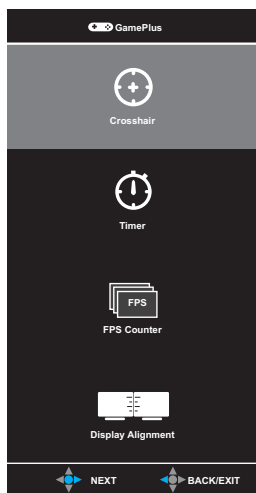 GamePlus
Crosshair
Timer
FPS
FPS Counter
Display Alignment
NEXT BACK/EXIT